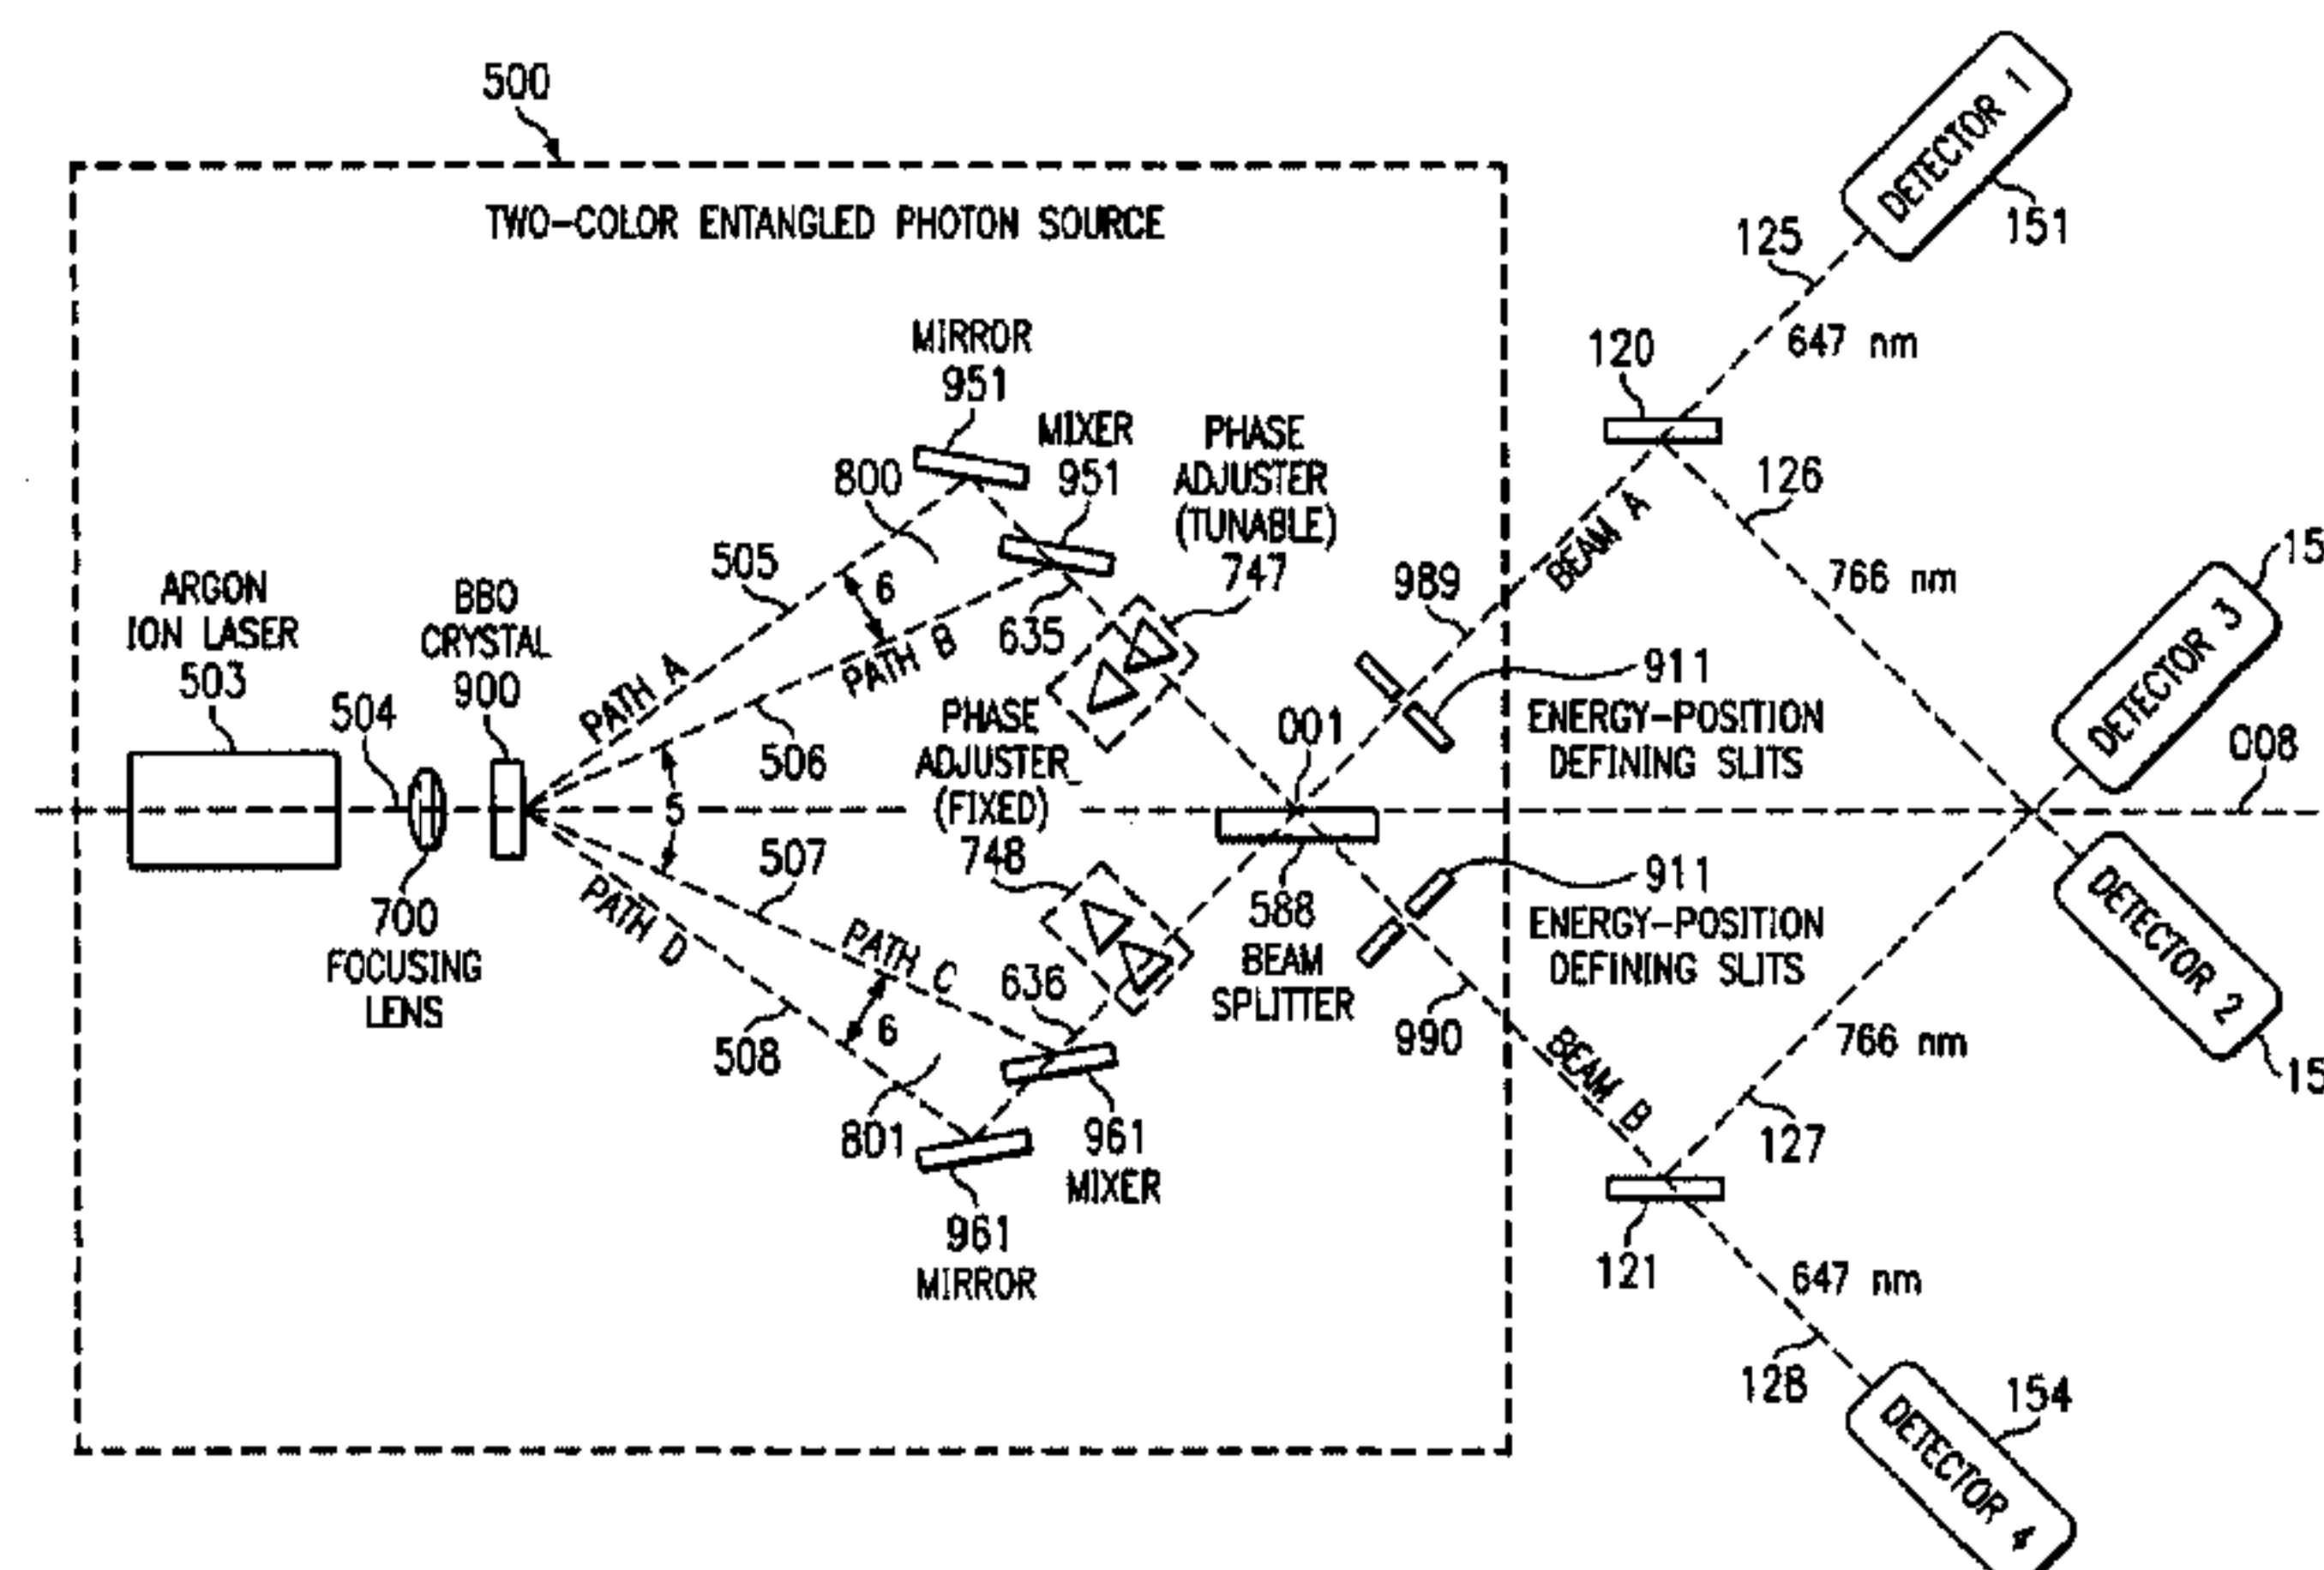 500
TWO-COLOR ENTANGLED PHOTON SOURCE
DETECTOR 1
151
125
647 nm
120
MIRROR
951
MIXER
951
PHASE
ADJUSTER
(TUNABLE)
747
800
126
505
6
PATH A
PATH B
635
989
BEAM A
766 nm
15
DETECTOR 3
ARGON
ION LASER
503
504
BBO
CRYSTAL
900
506
911
ENERGY-POSITION
DEFINING SLITS
PHASE
ADJUSTER
(FIXED)
748
001
008
5
507
700
FOCUSING
LENS
PATH D
PATH C
588
BEAM
SPLITTER
911
ENERGY-POSITION
DEFINING SLITS
DETECTOR 2
15
636
990
508
6
766 nm
BEAM B
801
961
MIXER
127
961
MIRROR
121
647 nm
128
154
DETECTOR 4